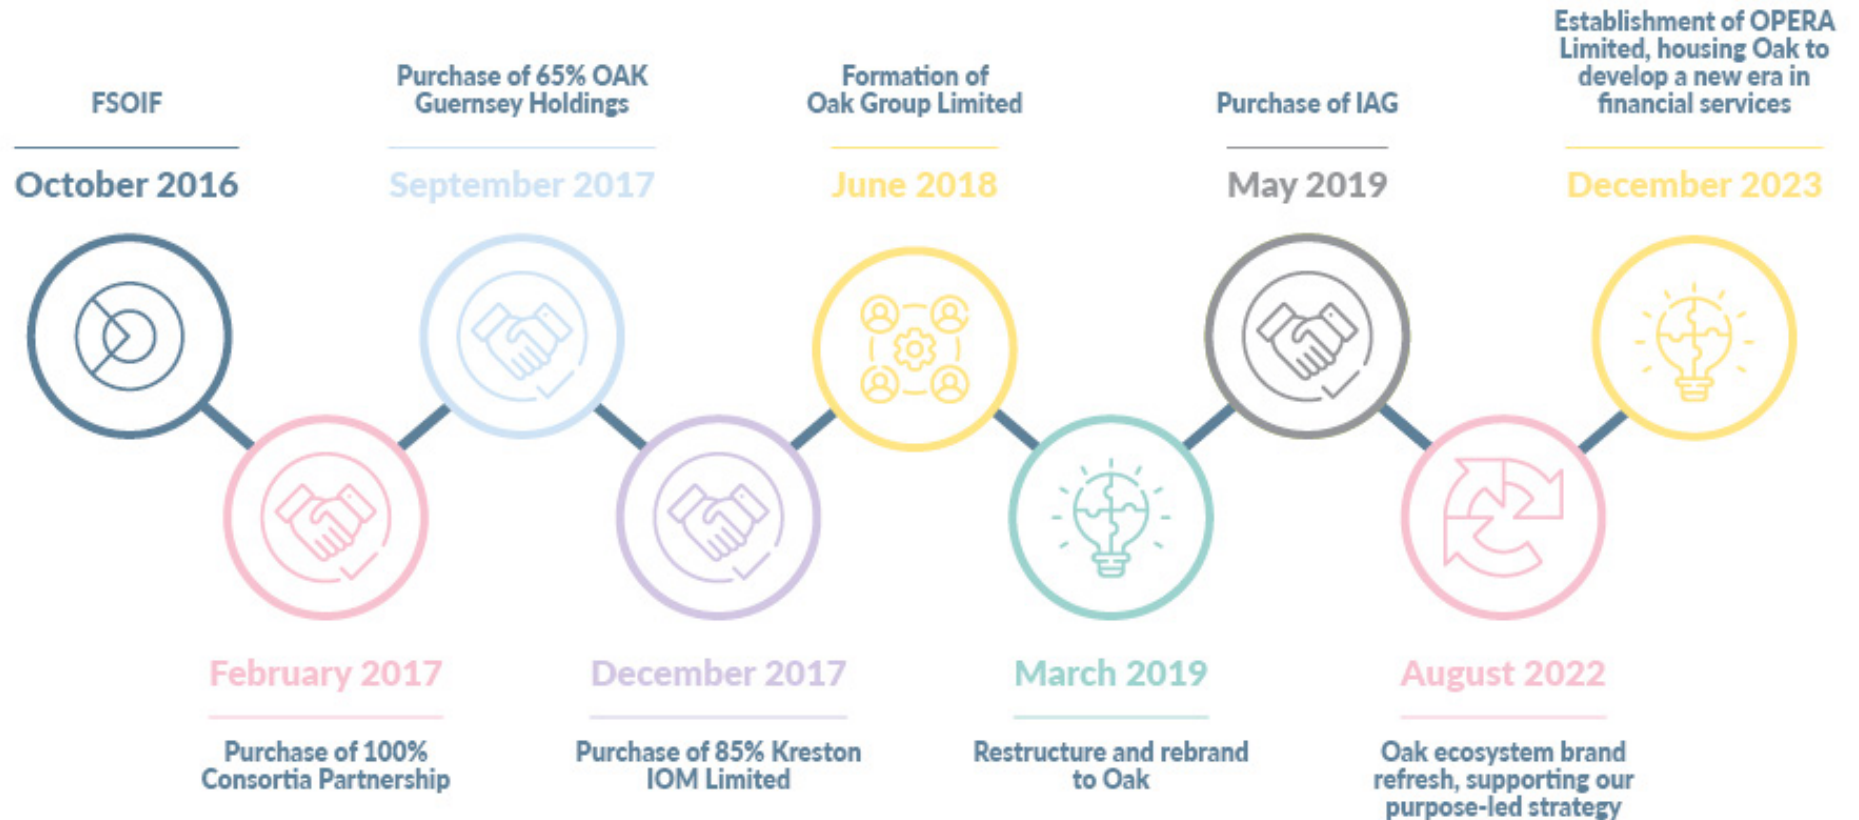 FSOIF
October 2016
Purchase of 65% OAK
Guernsey Holdings
September 2017
Formation of
Oak Group Limited
June 2018
Purchase of IAG
May 2019
Establishment of OPERA
Limited, housing Oak to
develop a new era in
financial services
December 2023
February 2017
Purchase of 100%
Consortia Partnership
December 2017
Purchase of 85% Kreston
IOM Limited
March 2019
Restructure and rebrand
to Oak
August 2022
Oak ecosystem brand
refresh, supporting our
purpose-led strategy